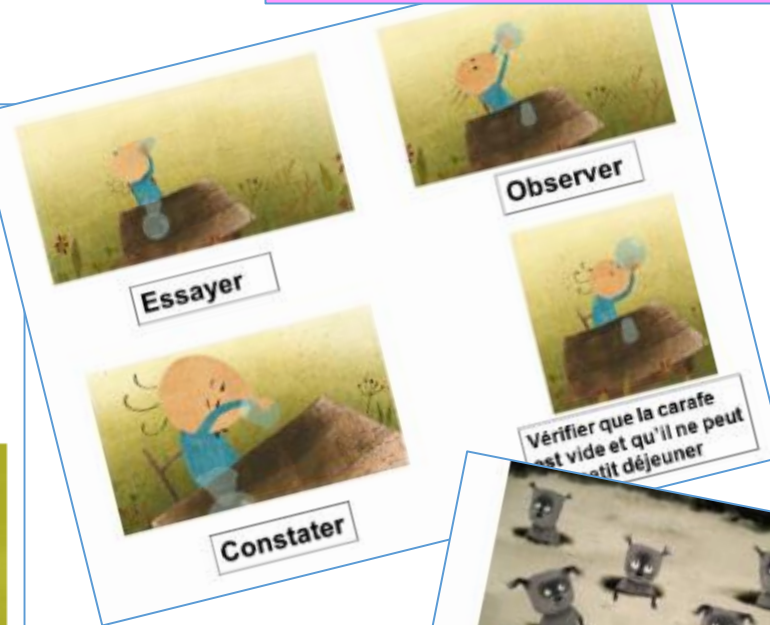 Observer
Essayer
Vérifier que la carafe
est vide et qu'il ne peut
petit déjeuner
Constater